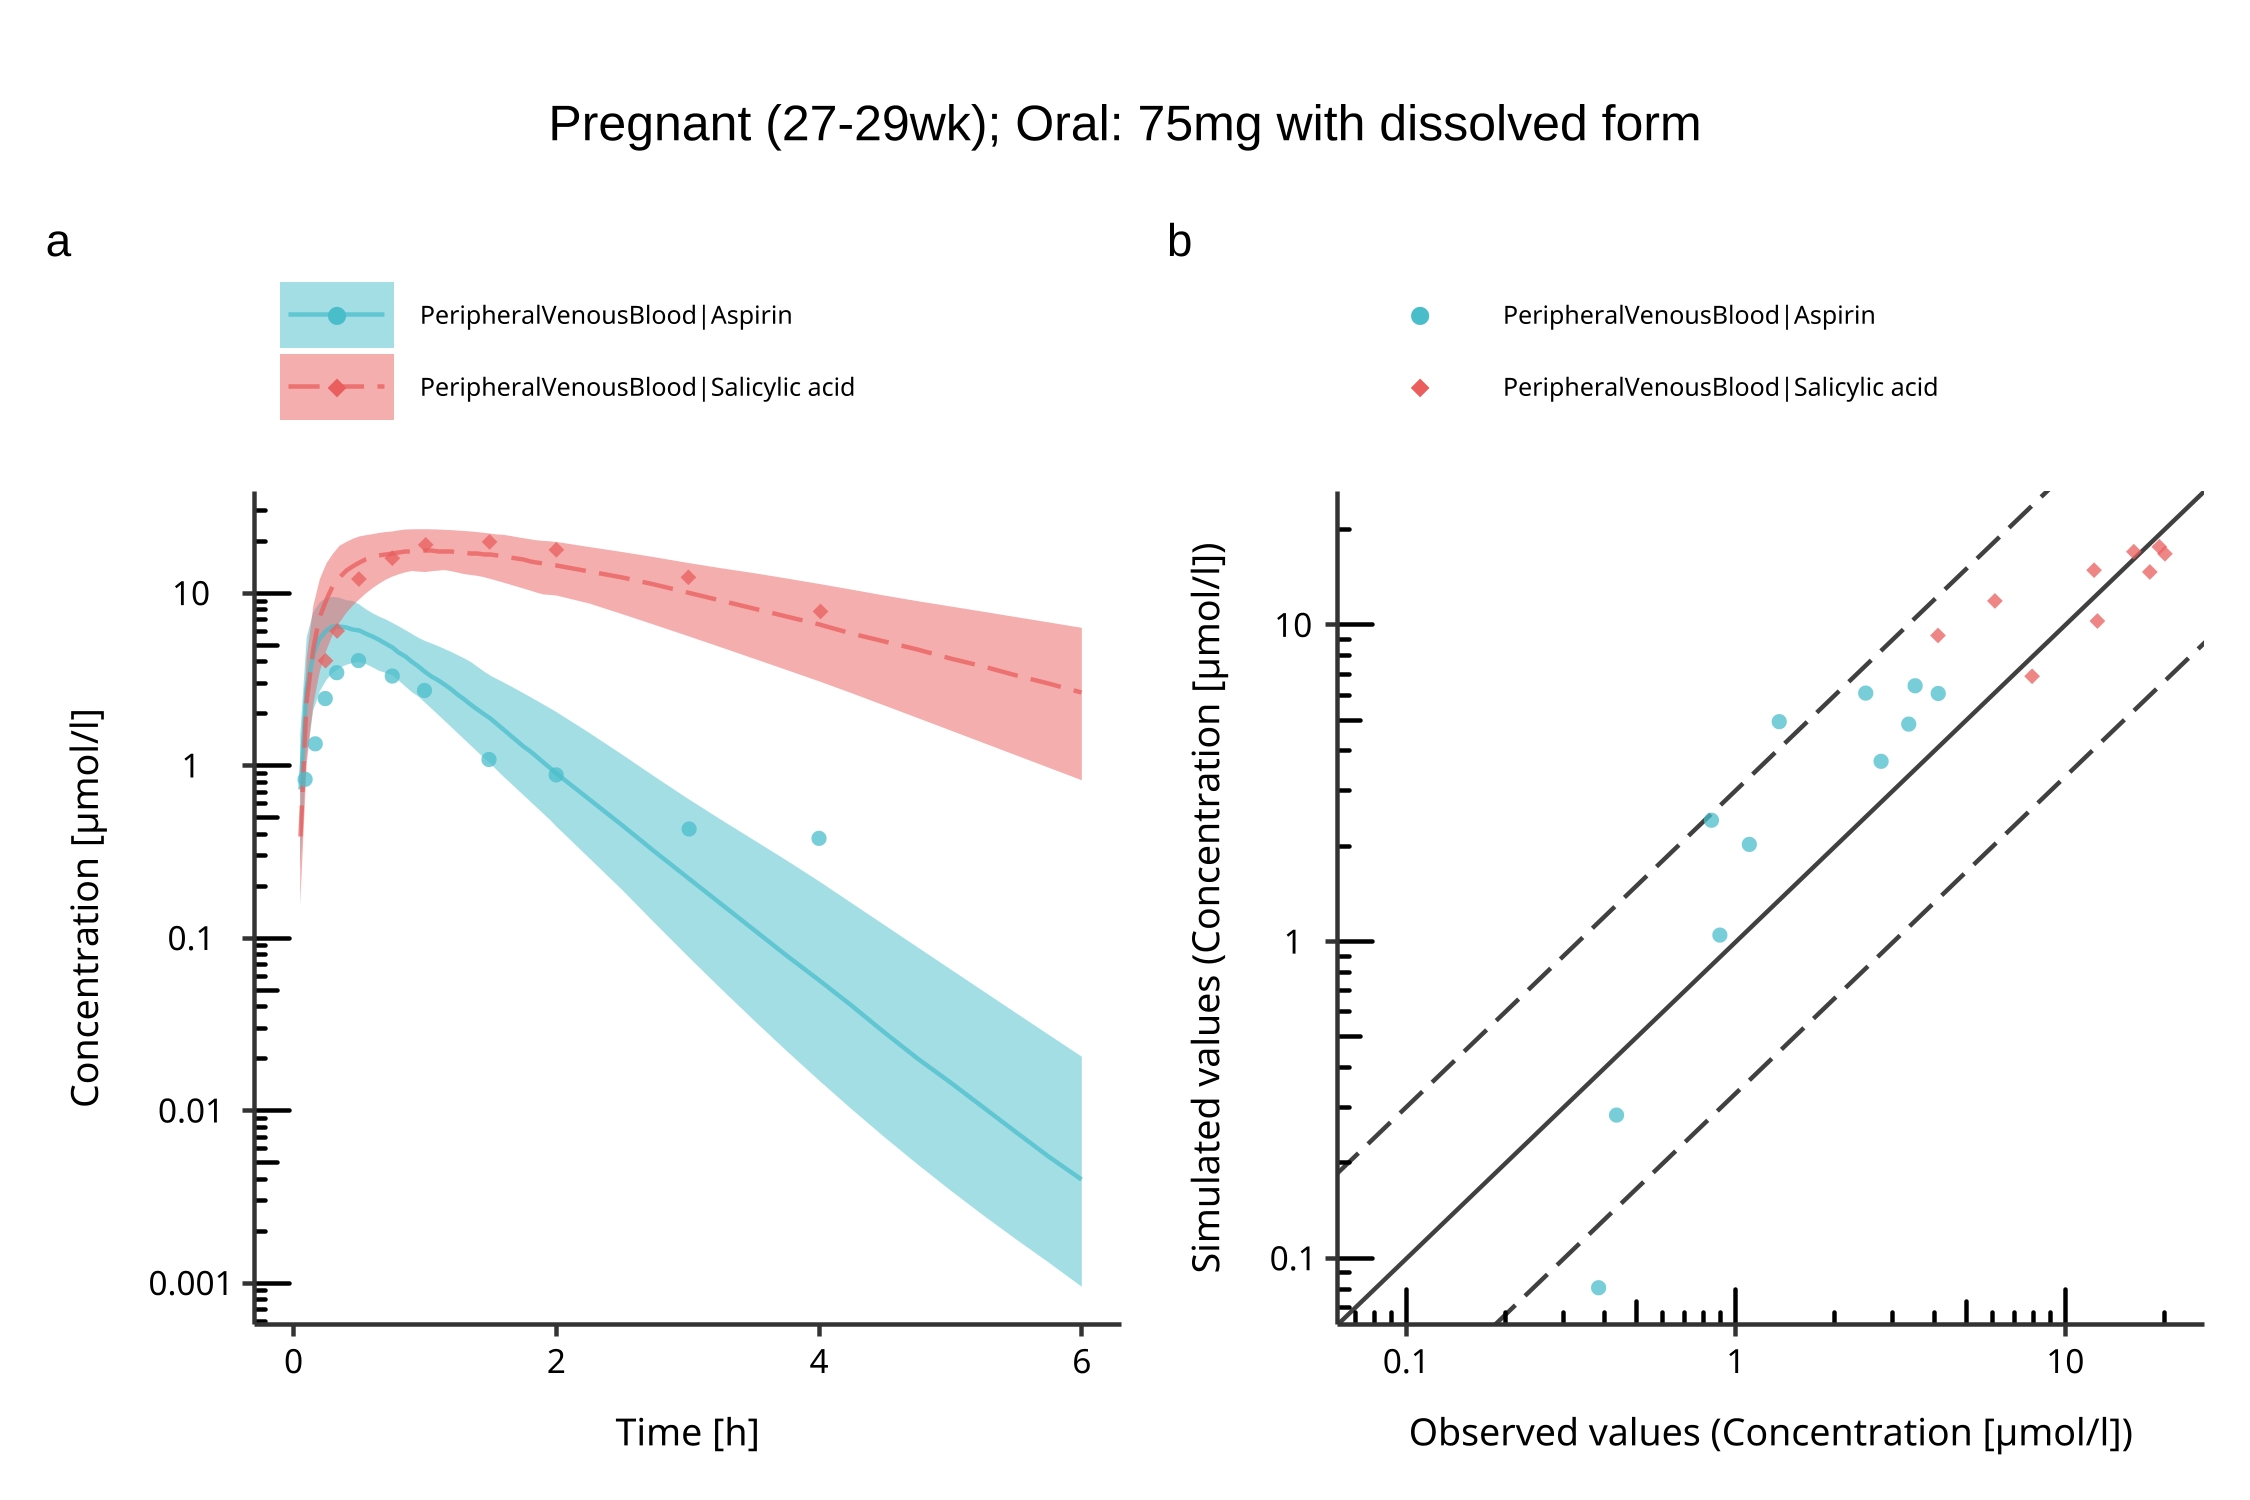 Pregnant (27-29wk); Oral: 75mg with dissolved form
a
PeripheralVenousBlood|Aspirin
PeripheralVenousBlood|Salicylic acid
Concentration [µmol/l]
10
1
0.1
0.01
0.001
0
2
4
6
Time [h]
b
PeripheralVenousBlood|Aspirin
PeripheralVenousBlood|Salicylic acid
Simulated values (Concentration [µmol/l])
10
1
0.1
0.1
1
10
Observed values (Concentration [µmol/l])